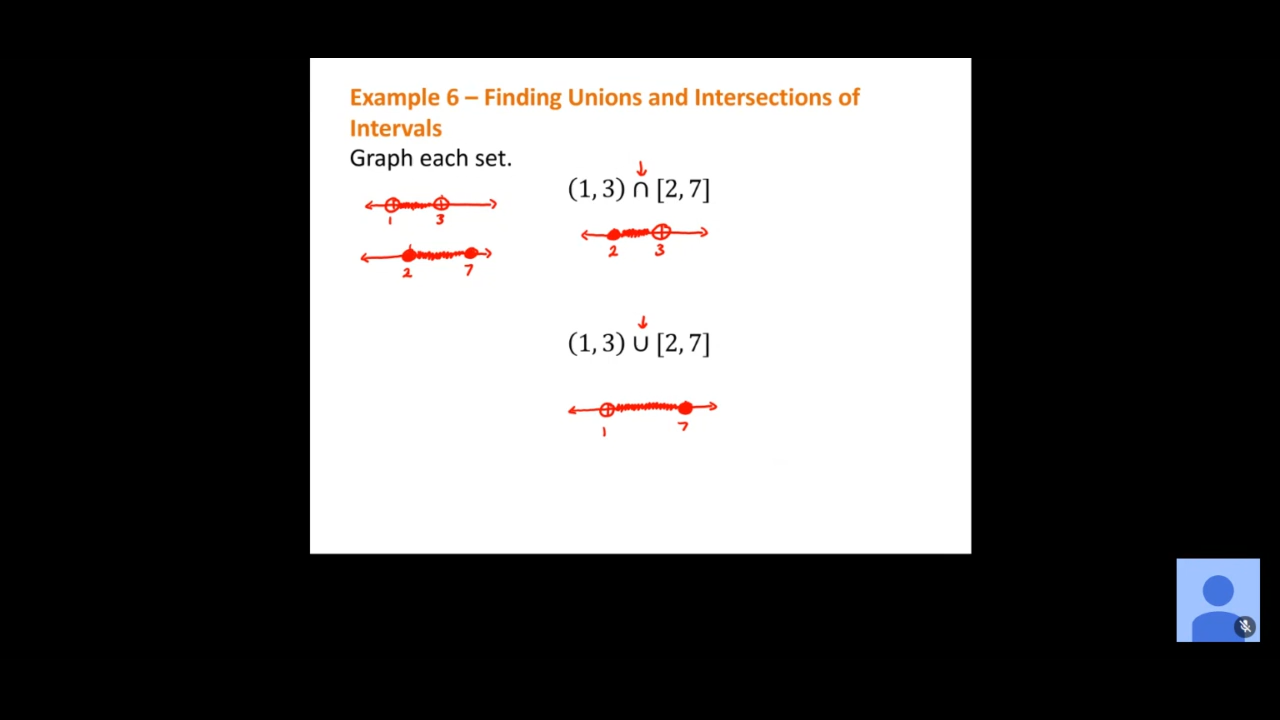 Example 6 – Finding Unions and Intersections of
Intervals
Graph each set.
(1, 3) ∩ [2, 7]
1 3
2 3
2 7
(1, 3) ∪ [2, 7]
1 7